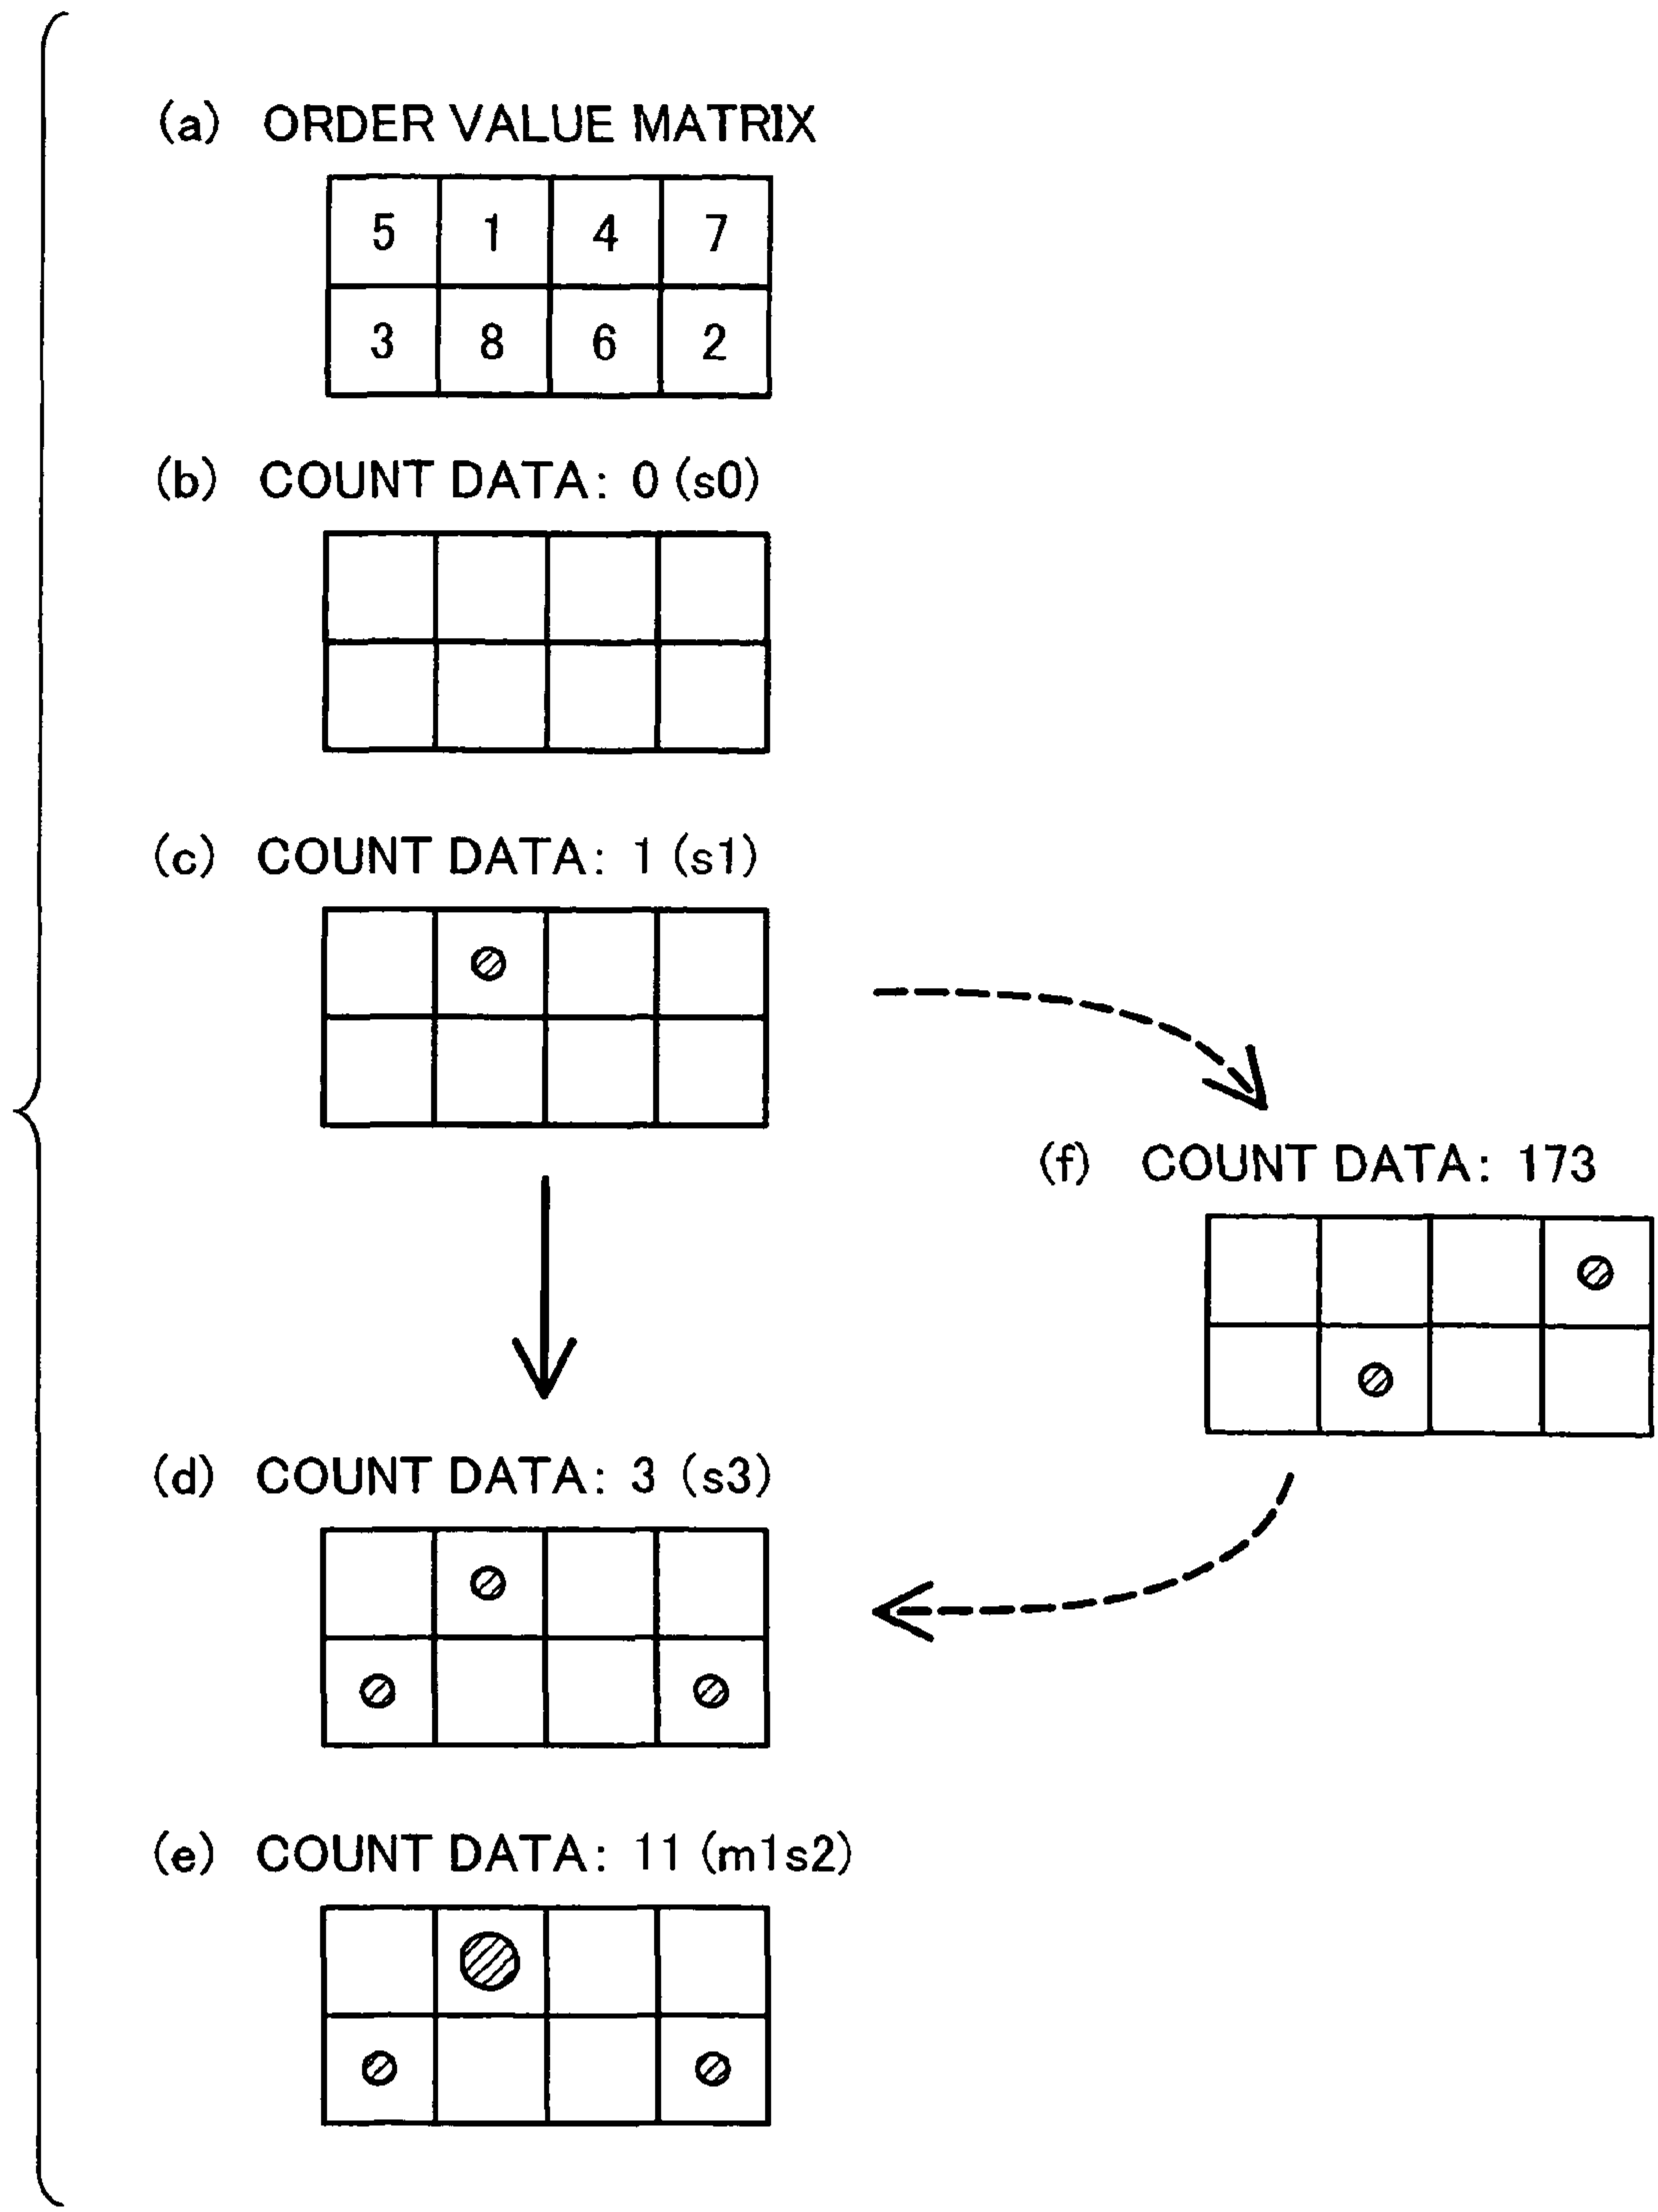 (a) ORDER VALUE MATRIX
5 1 4 7
3 8 6 2
(b) COUNT DATA: 0 (s0)
(c) COUNT DATA: 1 (s1)
(f) COUNT DATA: 173
(d) COUNT DATA: 3 (s3)
(e) COUNT DATA: 11 (m1s2)